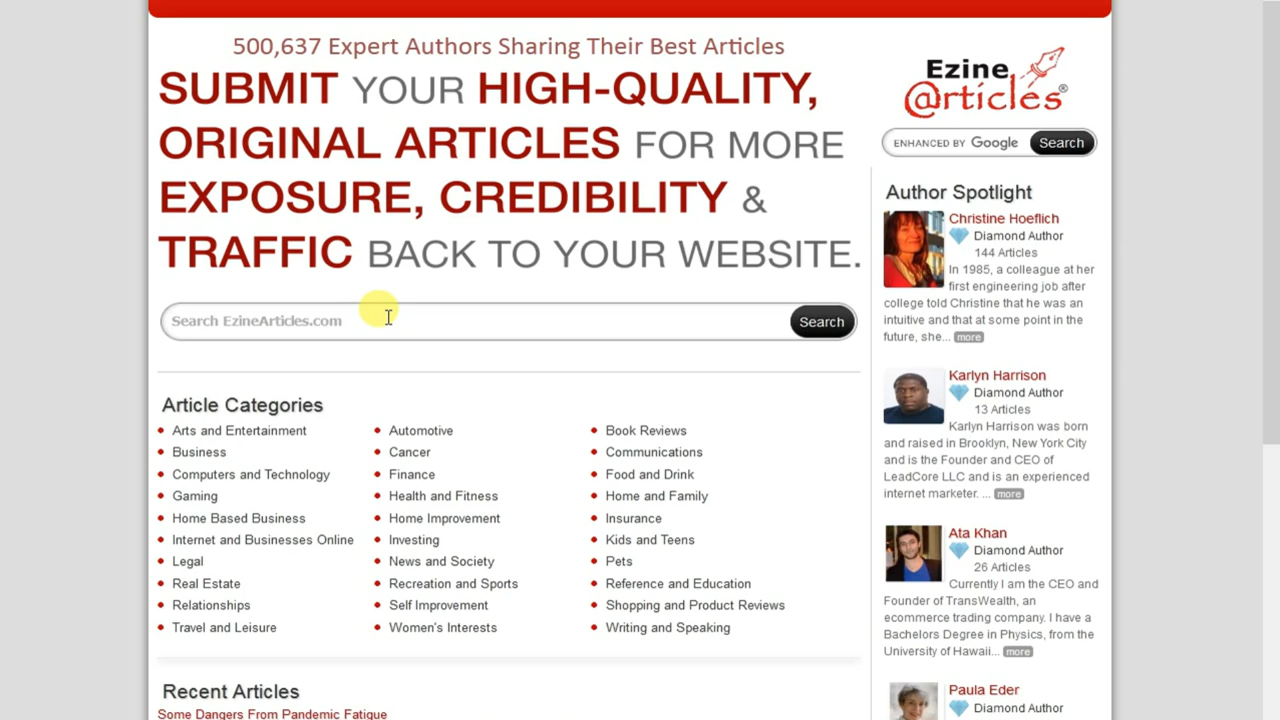 500,637 Expert Authors Sharing Their Best Articles
SUBMIT YOUR HIGH-QUALITY,
ORIGINAL ARTICLES FOR MORE
EXPOSURE, CREDIBILITY &
TRAFFIC BACK TO YOUR WEBSITE.
Search EzineArticles.com
Search
Article Categories
Arts and Entertainment
Business
Computers and Technology
Gaming
Home Based Business
Internet and Businesses Online
Legal
Real Estate
Relationships
Travel and Leisure
Automotive
Cancer
Finance
Health and Fitness
Home Improvement
Investing
News and Society
Recreation and Sports
Self Improvement
Women's Interests
Book Reviews
Communications
Food and Drink
Home and Family
Insurance
Kids and Teens
Pets
Reference and Education
Shopping and Product Reviews
Writing and Speaking
Recent Articles
Some Dangers From Pandemic Fatigue
Ezine
@rticles®
ENHANCED BY Google
Search
Author Spotlight
Christine Hoeflich
Diamond Author
144 Articles
In 1985, a colleague at her
first engineering job after
college told Christine that he was an
intuitive and that at some point in the
future, she... more
Karlyn Harrison
Diamond Author
13 Articles
Karlyn Harrison was born
and raised in Brooklyn, New York City
and is the Founder and CEO of
LeadCore LLC and is an experienced
internet marketer. ... more
Ata Khan
Diamond Author
26 Articles
Currently I am the CEO and
Founder of TransWealth, an
ecommerce trading company. I have a
Bachelors Degree in Physics, from the
University of Hawaii... more
Paula Eder
Diamond Author